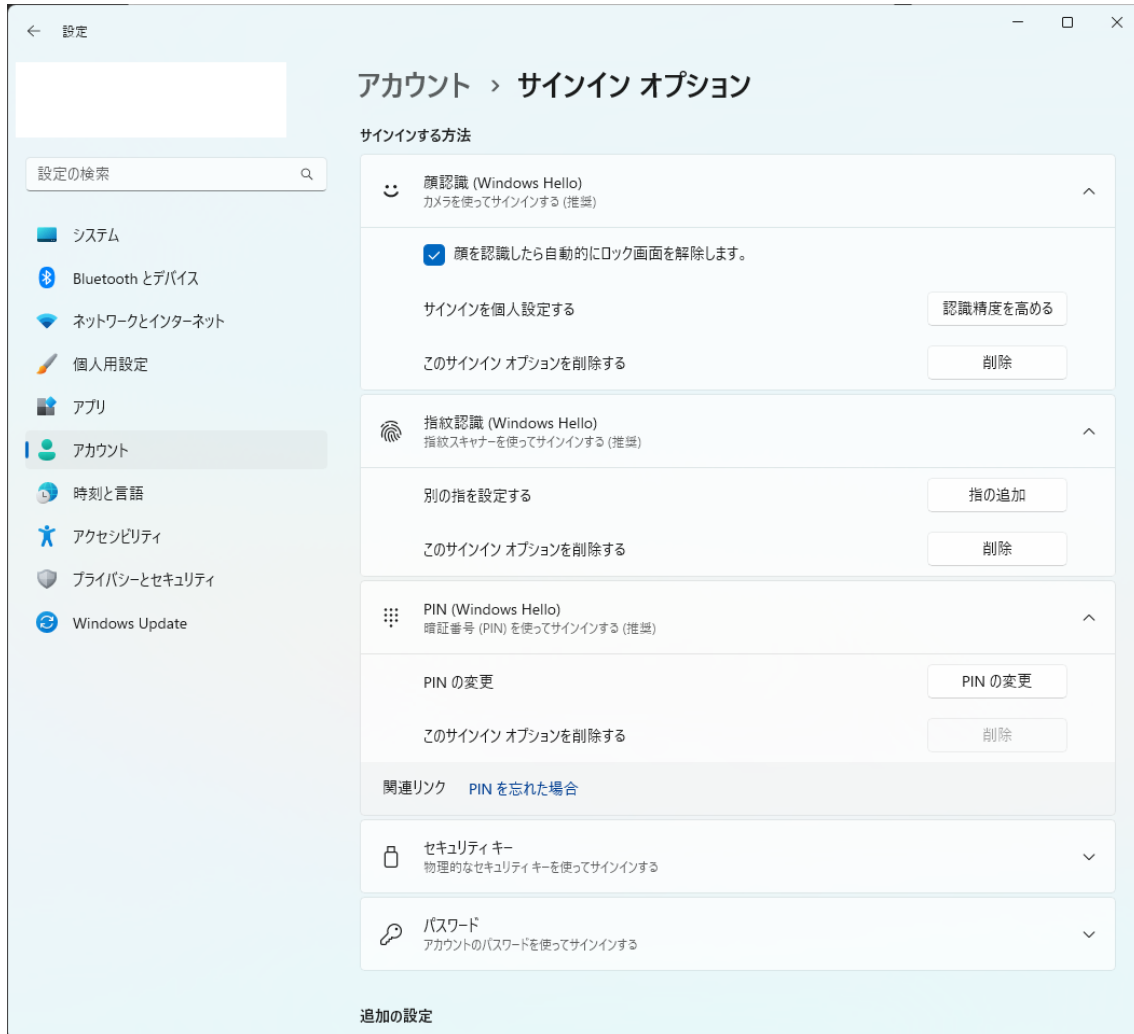 設定
アカウント › サインイン オプション
サインインする方法
設定の検索
システム
Bluetooth とデバイス
ネットワークとインターネット
個人用設定
アプリ
アカウント
時刻と言語
アクセシビリティ
プライバシーとセキュリティ
Windows Update
顔認識 (Windows Hello)
カメラを使ってサインインする (推奨)
顔を認識したら自動的にロック画面を解除します。
サインインを個人設定する
認識精度を高める
このサインイン オプションを削除する
削除
指紋認識 (Windows Hello)
指紋スキャナーを使ってサインインする (推奨)
別の指を設定する
指の追加
このサインイン オプションを削除する
削除
PIN (Windows Hello)
暗証番号 (PIN) を使ってサインインする (推奨)
PIN の変更
PIN の変更
このサインイン オプションを削除する
削除
関連リンク PIN を忘れた場合
セキュリティ キー
物理的なセキュリティ キーを使ってサインインする
パスワード
アカウントのパスワードを使ってサインインする
追加の設定